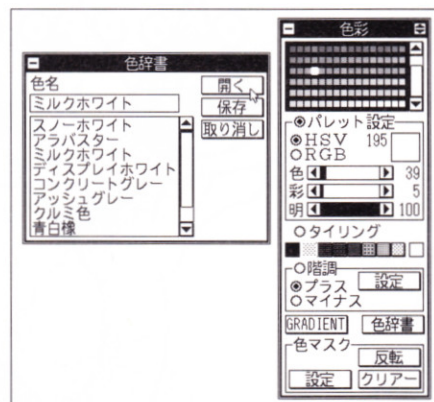 色辞書
色名
ミルクホワイト
開く
保存
取り消し
スノーホワイト
アラバスター
ミルクホワイト
ディスプレイホワイト
コンクリートグレー
アッシュグレー
クルミ色
青白橡
色彩
パレット設定
HSV 195
RGB
色 39
彩 5
明 100
タイリング
階調
プラス 設定
マイナス
GRADIENT 色辞書
色マスク
反転
設定 クリアー